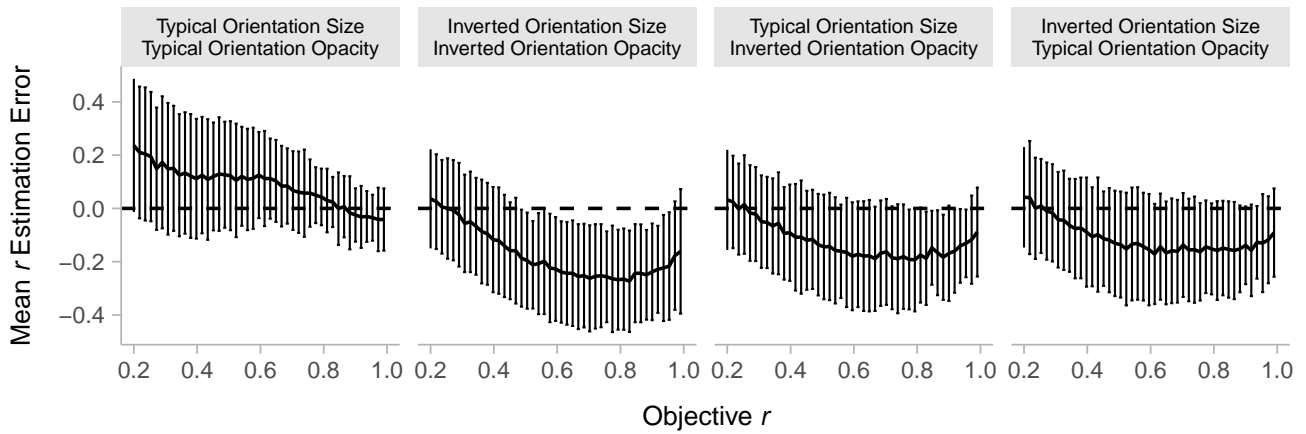 Typical Orientation Size
Typical Orientation Opacity
Inverted Orientation Size
Inverted Orientation Opacity
Typical Orientation Size
Inverted Orientation Opacity
Inverted Orientation Size
Typical Orientation Opacity
Mean r Estimation Error
0.4
0.2
0.0
−0.2
−0.4
0.2 0.4 0.6 0.8 1.0
0.2 0.4 0.6 0.8 1.0
0.2 0.4 0.6 0.8 1.0
0.2 0.4 0.6 0.8 1.0
Objective r